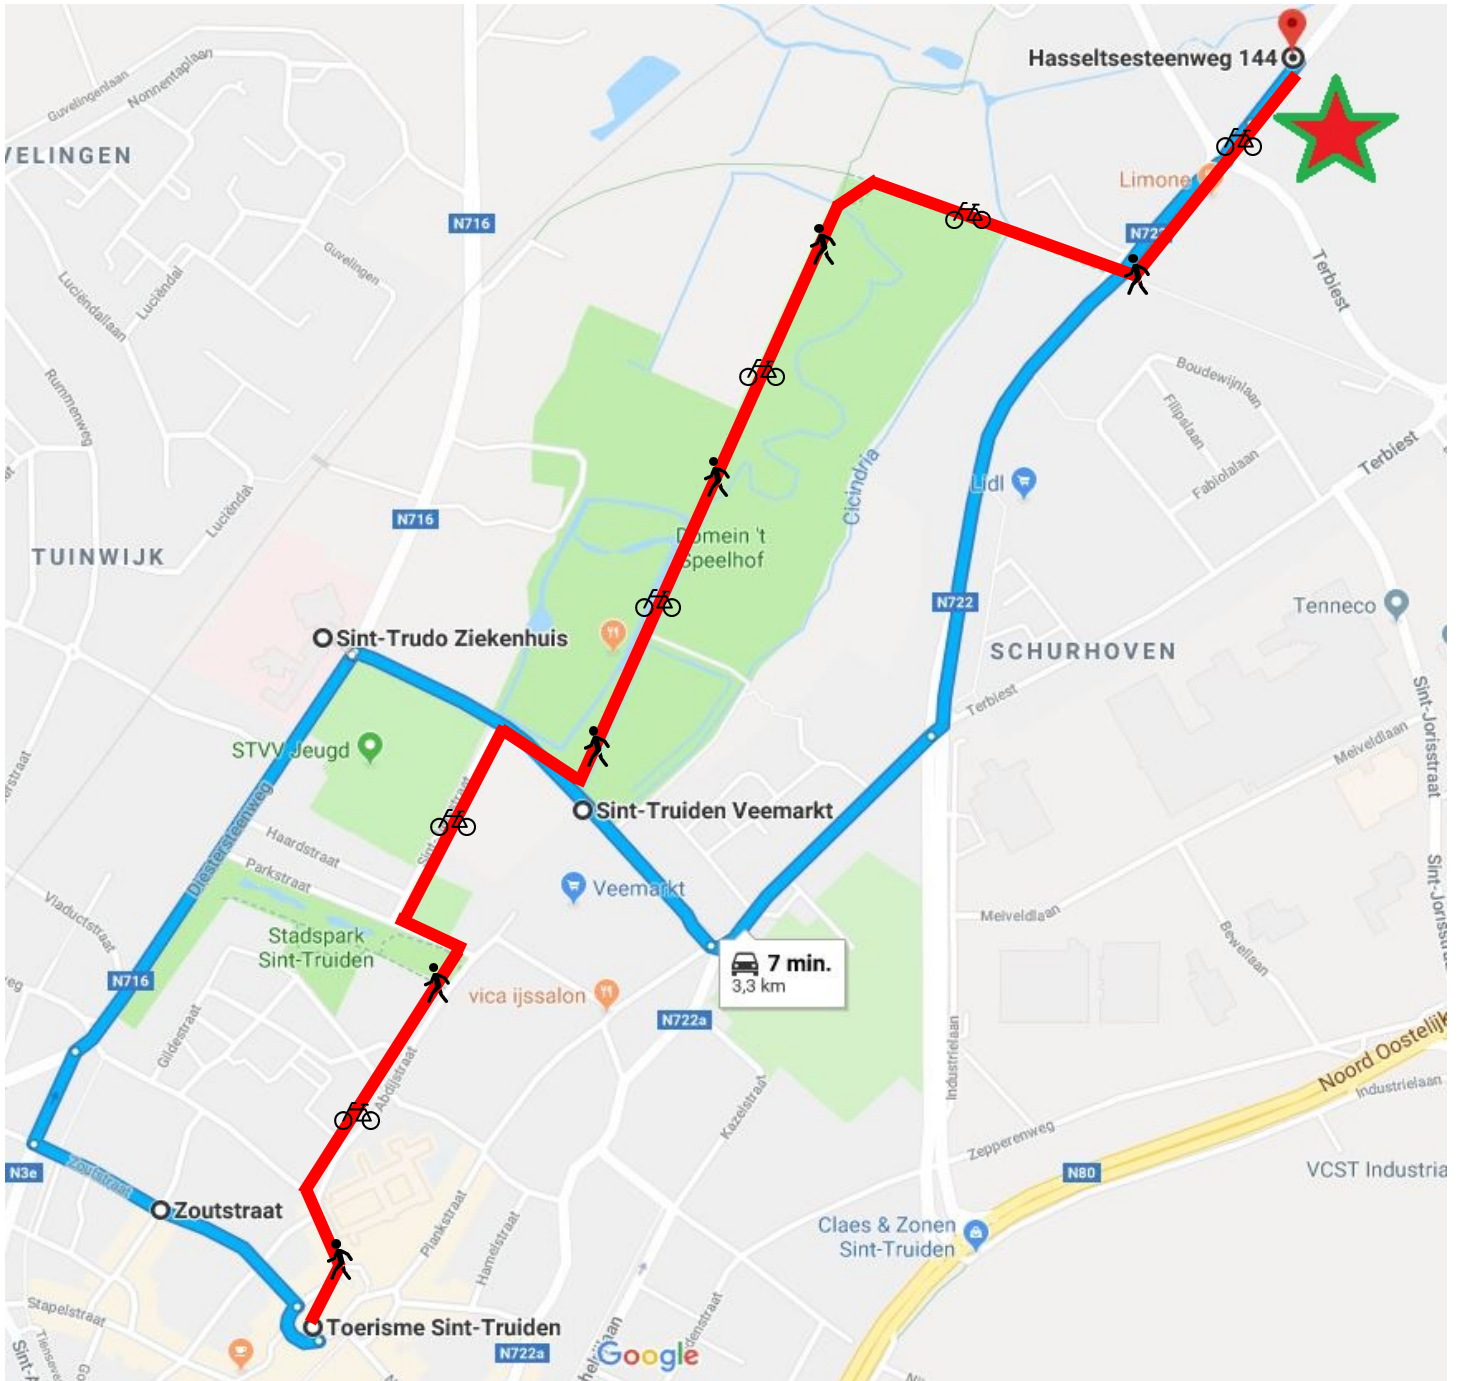 Hasseltsesteenweg 144
Guvelingenlaan
Nonnentaplaan
VELINGEN
Limone
N716
N722
Guvelingen
Luciëndal
Luciëndallaan
Terbiest
Rummenweg
Boudewijnlaan
Filipslaan
Fabiolalaan
Terbiest
Cicindria
Lidl
Luciëndal
N716
TUINWIJK
Domein 't
Speelhof
N722
Tenneco
Sint-Trudo Ziekenhuis
SCHURHOVEN
Terbiest
Sint-Jorisstraat
STVV Jeugd
Meiveldlaan
Sint-Truiden Veemarkt
Diestersteenweg
Haardstraat
Parkstraat
Veemarkt
Viaductstraat
Meiveldlaan
Stadspark
Sint-Truiden
Bevellaan
7 min.
3,3 km
N716
vica ijssalon
N722a
Gildestraat
Abdijstraat
Industrielaan
Noord Oostelijk
Industrielaan
Kazelstraat
Zepperenweg
N3e
Zoutstraat
N80
VCST Industria
Zoutstraat
Plankstraat
Hamelstraat
Claes & Zonen
Sint-Truiden
Stapelstraat
Toerisme Sint-Truiden
N722a
Google